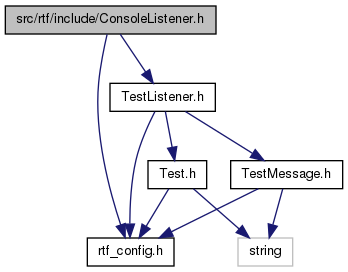 src/rtf/include/ConsoleListener.h
TestListener.h
Test.h
TestMessage.h
rtf_config.h
string